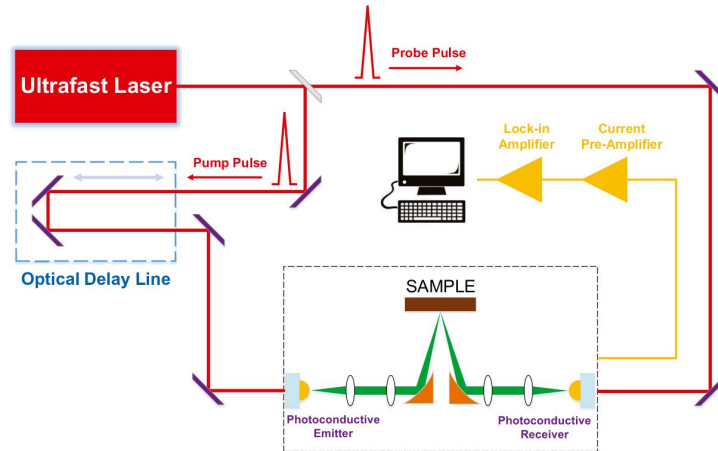 Ultrafast Laser
Probe Pulse
Pump Pulse
Lock-in
Amplifier
Current
Pre-Amplifier
Optical Delay Line
SAMPLE
Photoconductive
Emitter
Photoconductive
Receiver